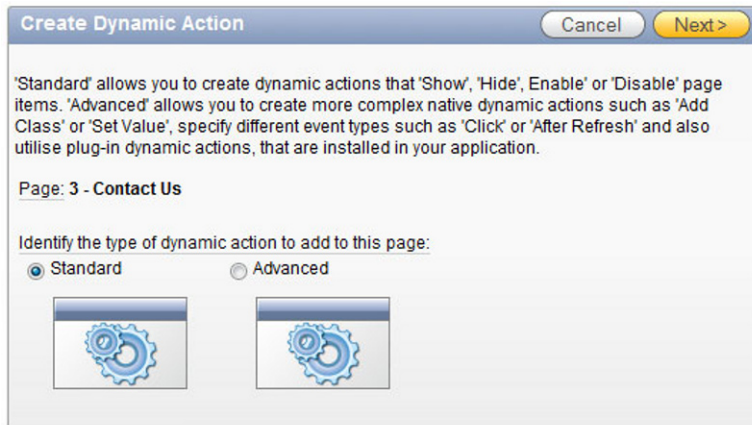 Create Dynamic Action
Cancel
Next >
'Standard' allows you to create dynamic actions that 'Show', 'Hide', Enable' or 'Disable' page
items. 'Advanced' allows you to create more complex native dynamic actions such as 'Add
Class' or 'Set Value', specify different event types such as 'Click' or 'After Refresh' and also
utilise plug-in dynamic actions, that are installed in your application.
Page: 3 - Contact Us
Identify the type of dynamic action to add to this page:
Standard
Advanced